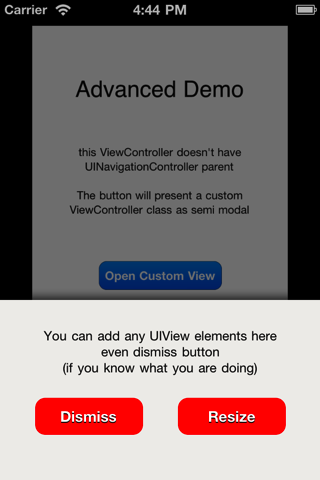 Carrier 4:44 PM
Advanced Demo
this ViewController doesn't have
UINavigationController parent
The button will present a custom
ViewController class as semi modal
Open Custom View
You can add any UIView elements here
even dismiss button
(if you know what you are doing)
Dismiss Resize